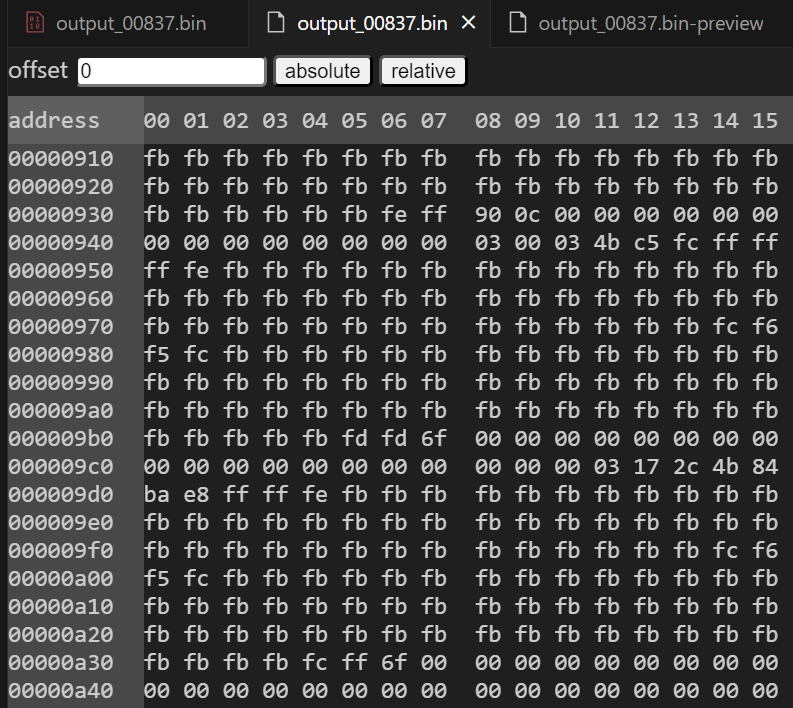 output_00837.bin output_00837.bin × output_00837.bin-preview
offset 0 absolute relative
address 00 01 02 03 04 05 06 07 08 09 10 11 12 13 14 15
00000910 fb fb fb fb fb fb fb fb fb fb fb fb fb fb fb fb
00000920 fb fb fb fb fb fb fb fb fb fb fb fb fb fb fb fb
00000930 fb fb fb fb fb fb fe ff 90 0c 00 00 00 00 00 00
00000940 00 00 00 00 00 00 00 00 03 00 03 4b c5 fc ff ff
00000950 ff fe fb fb fb fb fb fb fb fb fb fb fb fb fb fb
00000960 fb fb fb fb fb fb fb fb fb fb fb fb fb fb fb fb
00000970 fb fb fb fb fb fb fb fb fb fb fb fb fb fb fc f6
00000980 f5 fc fb fb fb fb fb fb fb fb fb fb fb fb fb fb
00000990 fb fb fb fb fb fb fb fb fb fb fb fb fb fb fb fb
000009a0 fb fb fb fb fb fb fb fb fb fb fb fb fb fb fb fb
000009b0 fb fb fb fb fb fd fd 6f 00 00 00 00 00 00 00 00
000009c0 00 00 00 00 00 00 00 00 00 00 00 03 17 2c 4b 84
000009d0 ba e8 ff ff fe fb fb fb fb fb fb fb fb fb fb fb
000009e0 fb fb fb fb fb fb fb fb fb fb fb fb fb fb fb fb
000009f0 fb fb fb fb fb fb fb fb fb fb fb fb fb fb fc f6
00000a00 f5 fc fb fb fb fb fb fb fb fb fb fb fb fb fb fb
00000a10 fb fb fb fb fb fb fb fb fb fb fb fb fb fb fb fb
00000a20 fb fb fb fb fb fb fb fb fb fb fb fb fb fb fb fb
00000a30 fb fb fb fb fc ff 6f 00 00 00 00 00 00 00 00 00
00000a40 00 00 00 00 00 00 00 00 00 00 00 00 00 00 00 00